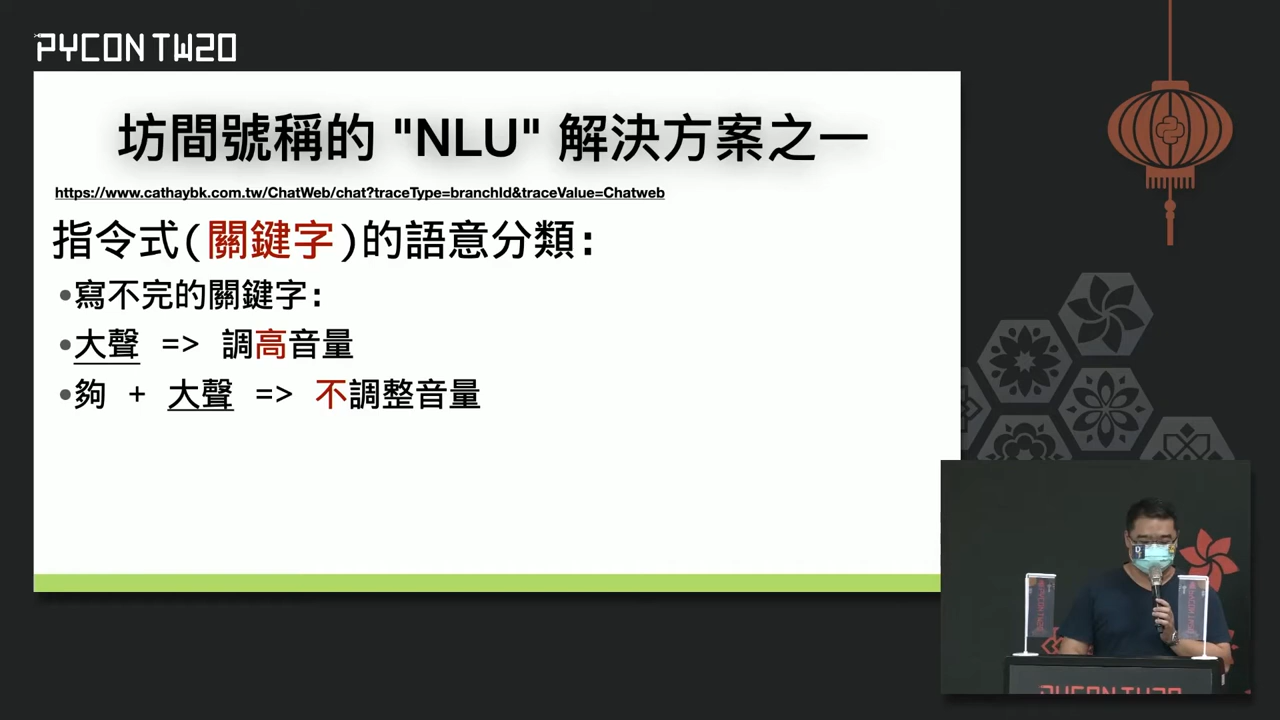 PYCON TW20
坊間號稱的 "NLU" 解決方案之一
https://www.cathaybk.com.tw/ChatWeb/chat?traceType=branchId&traceValue=Chatweb
指令式(關鍵字)的語意分類:
•寫不完的關鍵字:
•大聲 => 調高音量
•夠 + 大聲 => 不調整音量
PYCON TW20